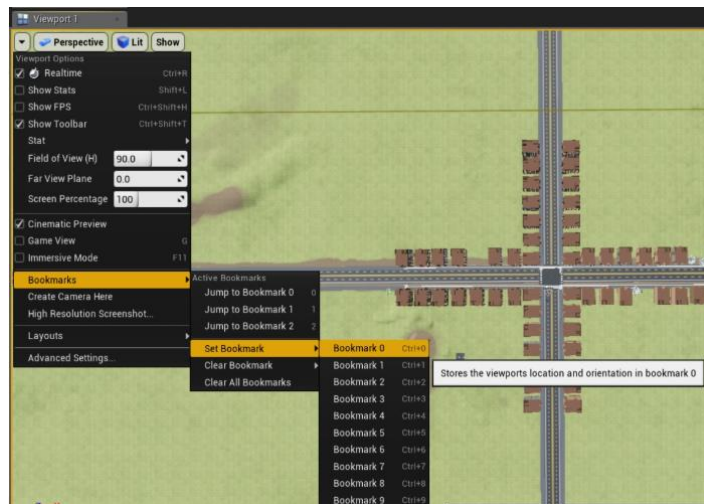 Viewport 1
Perspective Lit Show
Viewport Options
Realtime Ctrl+R
Show Stats Shift+L
Show FPS Ctrl+Shift+H
Show Toolbar Ctrl+Shift+T
Stat
Field of View (H) 90.0
Far View Plane 0.0
Screen Percentage 100
Cinematic Preview
Game View G
Immersive Mode F11
Bookmarks
Create Camera Here
High Resolution Screenshot...
Layouts
Advanced Settings...
Active Bookmarks
Jump to Bookmark 0 0
Jump to Bookmark 1 1
Jump to Bookmark 2 2
Set Bookmark
Clear Bookmark
Clear All Bookmarks
Bookmark 0 Ctrl+0
Bookmark 1 Ctrl+1
Bookmark 2 Ctrl+2
Bookmark 3 Ctrl+3
Bookmark 4 Ctrl+4
Bookmark 5 Ctrl+5
Bookmark 6 Ctrl+6
Bookmark 7 Ctrl+7
Bookmark 8 Ctrl+8
Bookmark 9 Ctrl+9
Stores the viewports location and orientation in bookmark 0